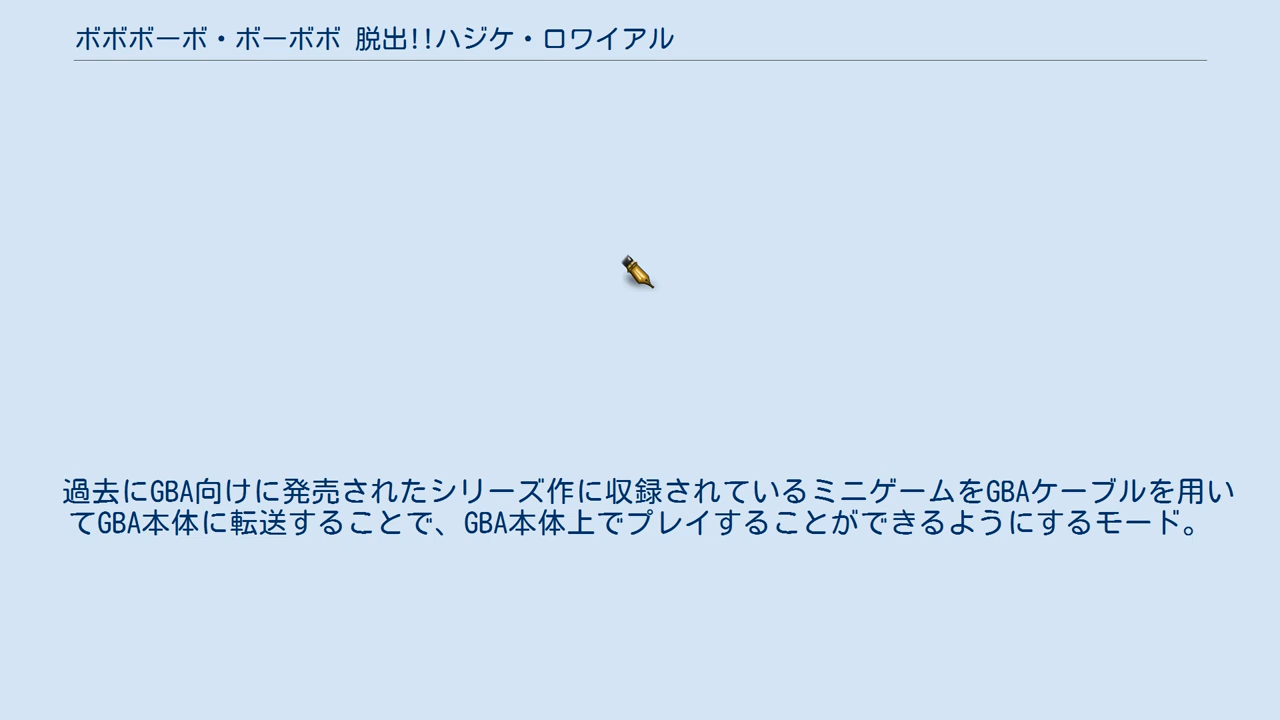 ボボボーボ・ボーボボ 脱出!!ハジケ・ロワイアル
過去にGBA向けに発売されたシリーズ作に収録されているミニゲームをGBAケーブルを用い
てGBA本体に転送することで、GBA本体上でプレイすることができるようにするモード。